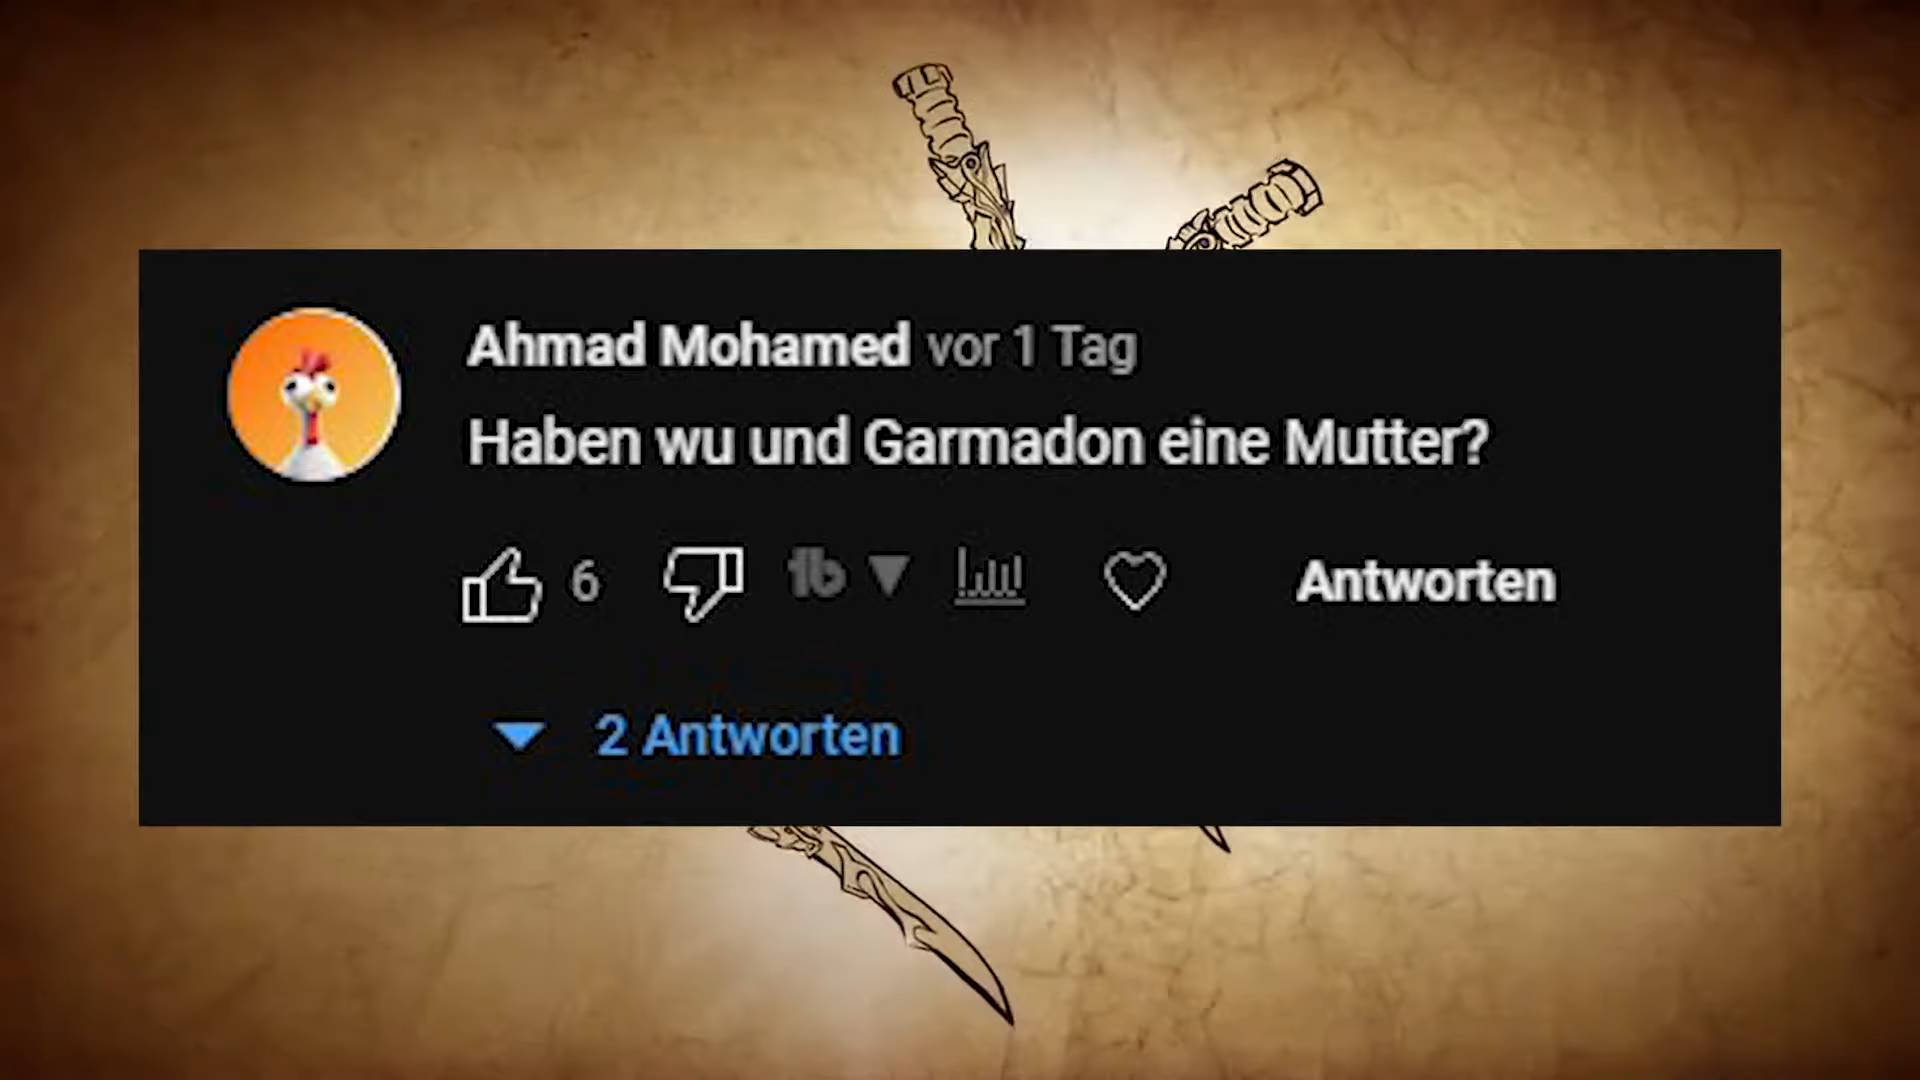 Ahmad Mohamed vor 1 Tag
Haben wu und Garmadon eine Mutter?
6
Antworten
2 Antworten